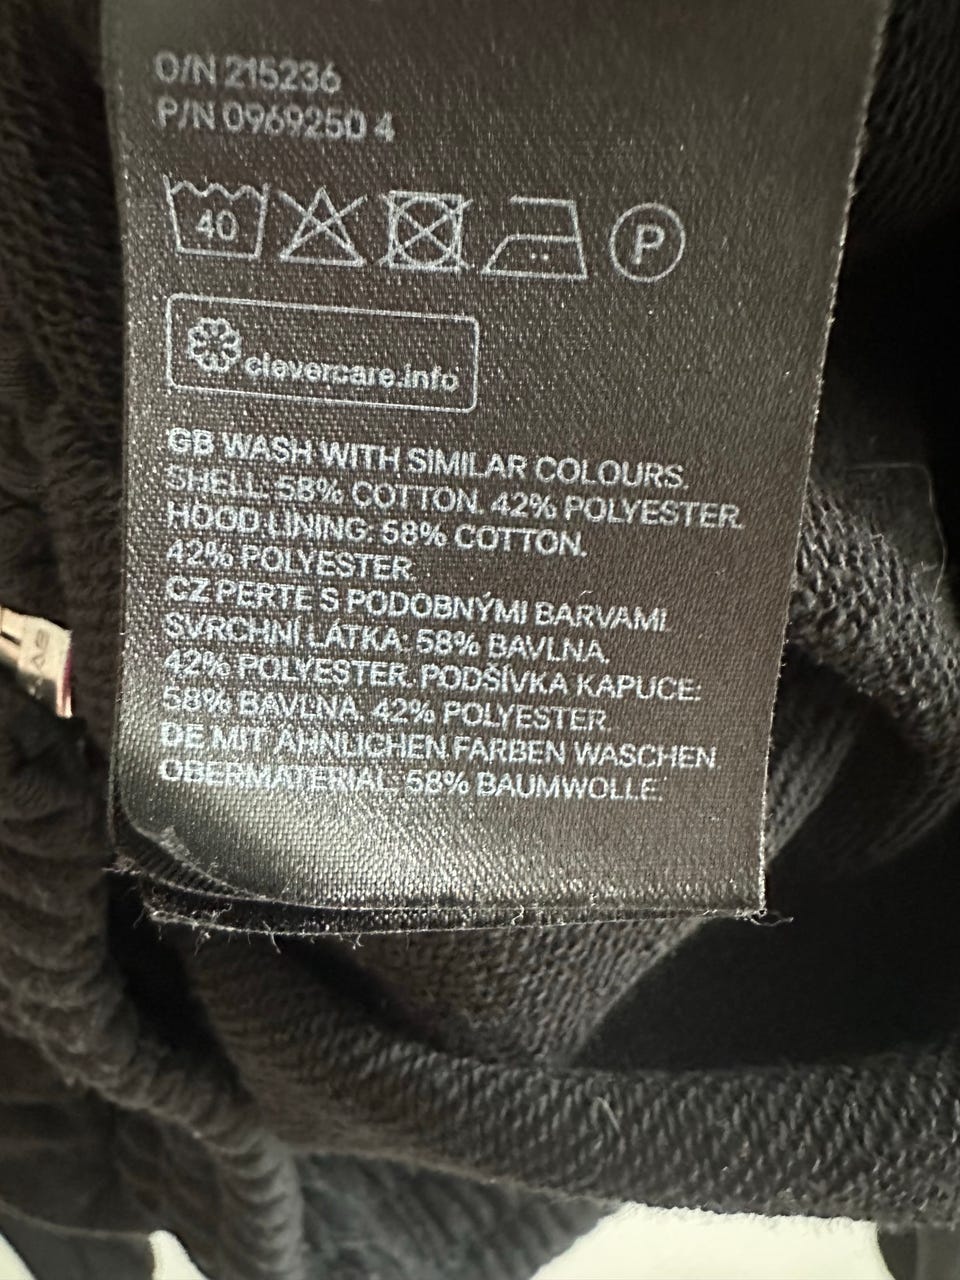 O/N 215236
P/N 0969250 4
40
P
clevercare.info
GB WASH WITH SIMILAR COLOURS.
SHELL: 58% COTTON. 42% POLYESTER.
HOOD LINING: 58% COTTON.
42% POLYESTER.
CZ PERTE S PODOBNÝMI BARVAMI.
SVRCHNÍ LÁTKA: 58% BAVLNA.
42% POLYESTER. PODŠÍVKA KAPUCE:
58% BAVLNA. 42% POLYESTER.
DE MIT ÄHNLICHEN FARBEN WASCHEN.
OBERMATERIAL: 58% BAUMWOLLE.